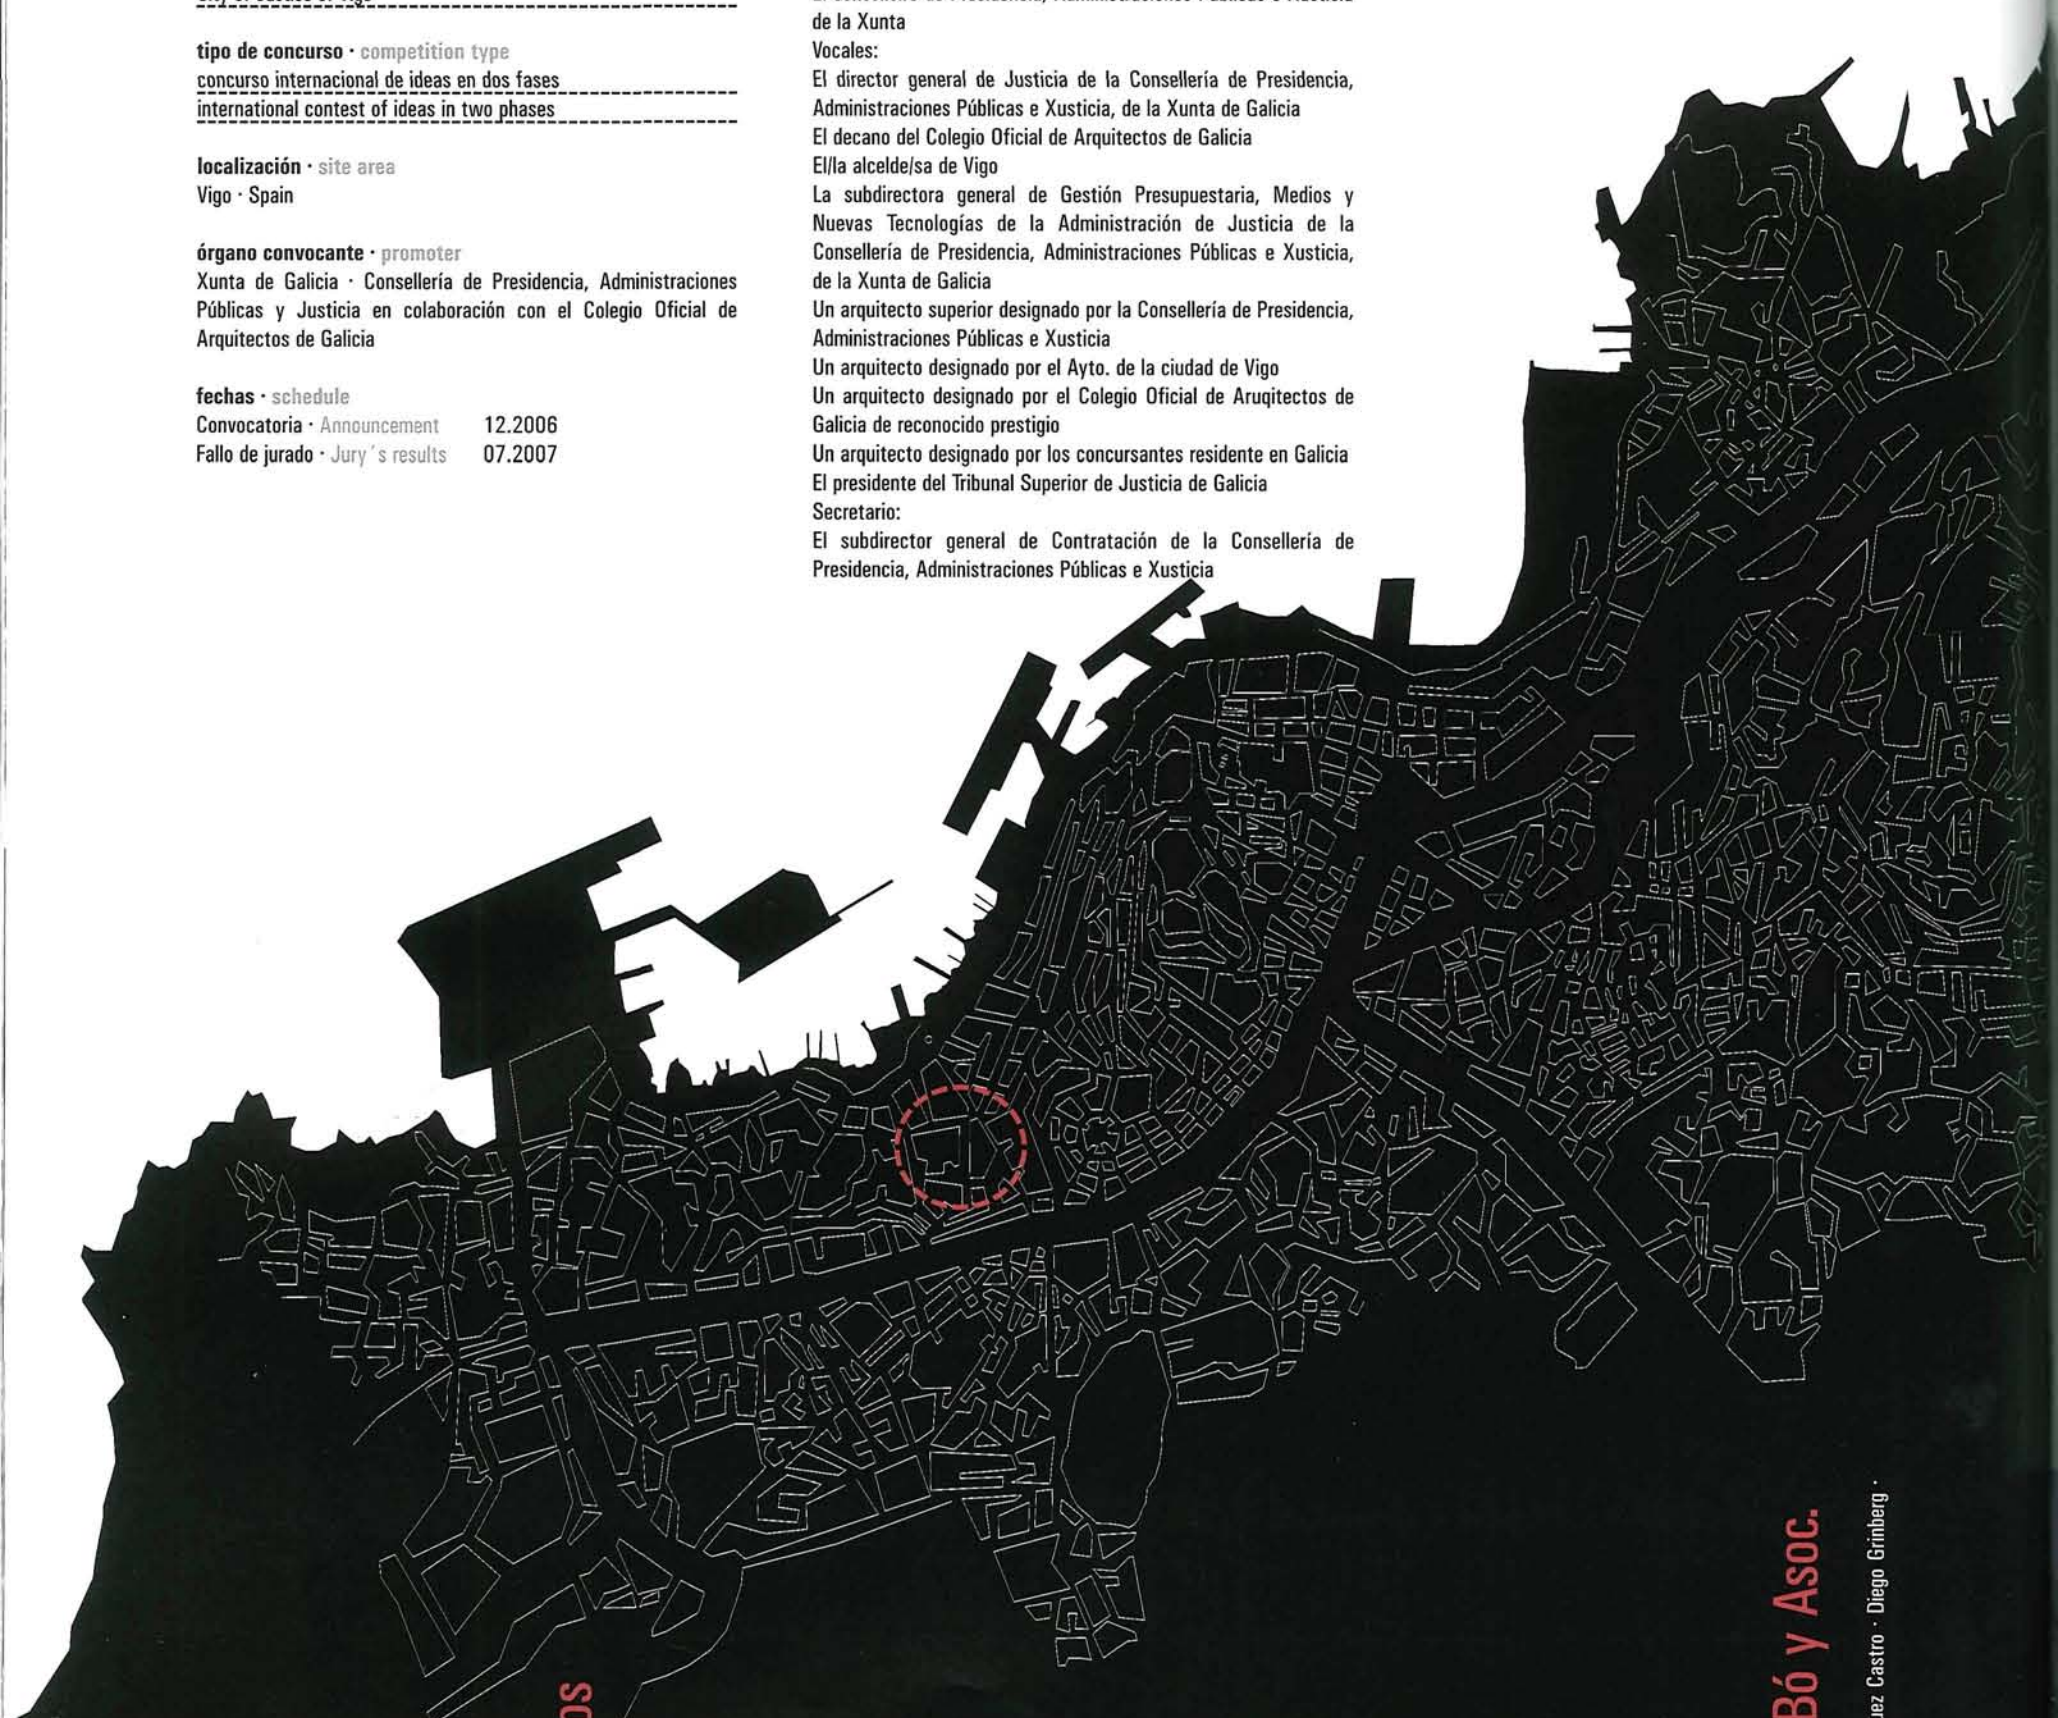 tipo de concurso · competition type
concurso internacional de ideas en dos fases
international contest of ideas in two phases
localización · site area
Vigo · Spain
órgano convocante · promoter
Xunta de Galicia · Consellería de Presidencia, Administraciones
Públicas y Justicia en colaboración con el Colegio Oficial de
Arquitectos de Galicia
fechas · schedule
Convocatoria · Announcement 12.2006
Fallo de jurado · Jury´s results 07.2007
de la Xunta
Vocales:
El director general de Justicia de la Consellería de Presidencia,
Administraciones Públicas e Xusticia, de la Xunta de Galicia
El decano del Colegio Oficial de Arquitectos de Galicia
El/la alcelde/sa de Vigo
La subdirectora general de Gestión Presupuestaria, Medios y
Nuevas Tecnologías de la Administración de Justicia de la
Consellería de Presidencia, Administraciones Públicas e Xusticia,
de la Xunta de Galicia
Un arquitecto superior designado por la Consellería de Presidencia,
Administraciones Públicas e Xusticia
Un arquitecto designado por el Ayto. de la ciudad de Vigo
Un arquitecto designado por el Colegio Oficial de Aruqitectos de
Galicia de reconocido prestigio
Un arquitecto designado por los concursantes residente en Galicia
El presidente del Tribunal Superior de Justicia de Galicia
Secretario:
El subdirector general de Contratación de la Consellería de
Presidencia, Administraciones Públicas e Xusticia
os
Bó y Asoc.
uez Castro · Diego Grinberg ·